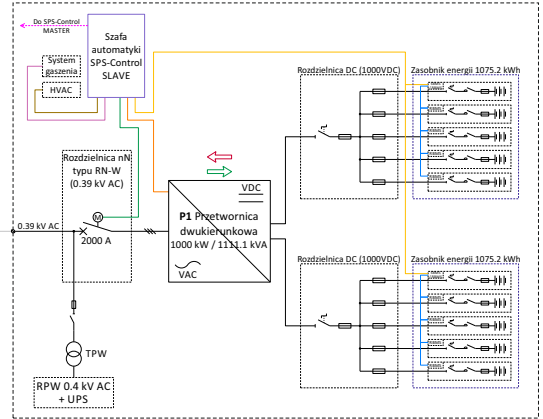 Do SPS-Control
MASTER
Szafa
automatyki
SPS-Control
SLAVE
System
gaszenia
HVAC
Rozdzielnica DC (1000VDC)
Zasobnik energii 1075.2 kWh
Rozdzielnica nN
typu RN-W
(0.39 kV AC)
M
0.39 kV AC
2000 A
VDC
P1 Przetwornica
dwukierunkowa
1000 kW / 1111.1 kVA
VAC
Rozdzielnica DC (1000VDC)
Zasobnik energii 1075.2 kWh
TPW
RPW 0.4 kV AC
+ UPS